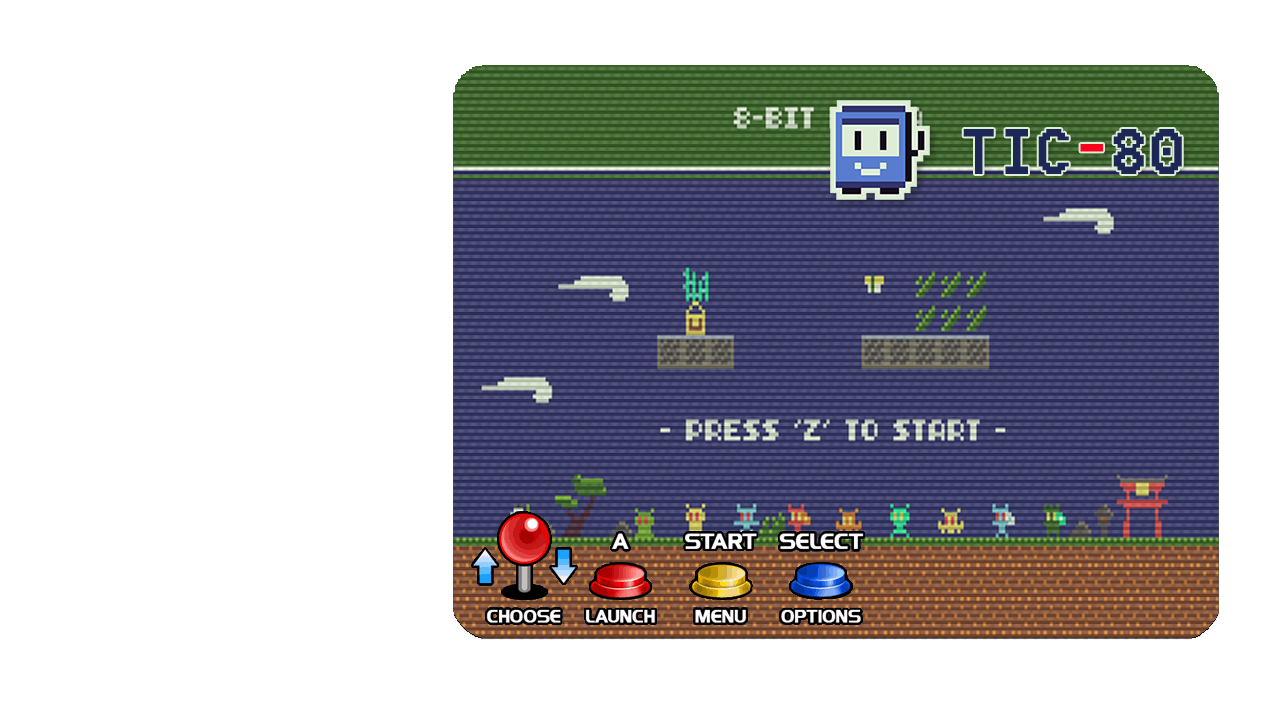 8-BIT
TIC-80
- PRESS 'Z' TO START -
A START SELECT
CHOOSE LAUNCH MENU OPTIONS